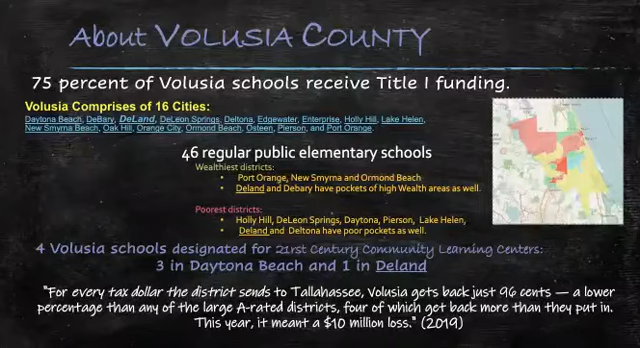 About VOLUSIA COUNTY
75 percent of Volusia schools receive Title I funding.
Volusia Comprises of 16 Cities:
Daytona Beach, DeBary, DeLand, DeLeon Springs, Deltona, Edgewater, Enterprise, Holly Hill, Lake Helen,
New Smyrna Beach, Oak Hill, Orange City, Ormond Beach, Osteen, Pierson, and Port Orange.
46 regular public elementary schools
Wealthiest districts:
• Port Orange, New Smyrna and Ormond Beach
• Deland and Debary have pockets of high Wealth areas as well.
Poorest districts:
• Holly Hill, DeLeon Springs, Daytona, Pierson, Lake Helen,
• Deland and Deltona have poor pockets as well.
4 Volusia schools designated for 21rst Century Community Learning Centers:
3 in Daytona Beach and 1 in Deland
"For every tax dollar the district sends to Tallahassee, Volusia gets back just 96 cents — a lower
percentage than any of the large A-rated districts, four of which get back more than they put in.
This year, it meant a $10 million loss." (2019)